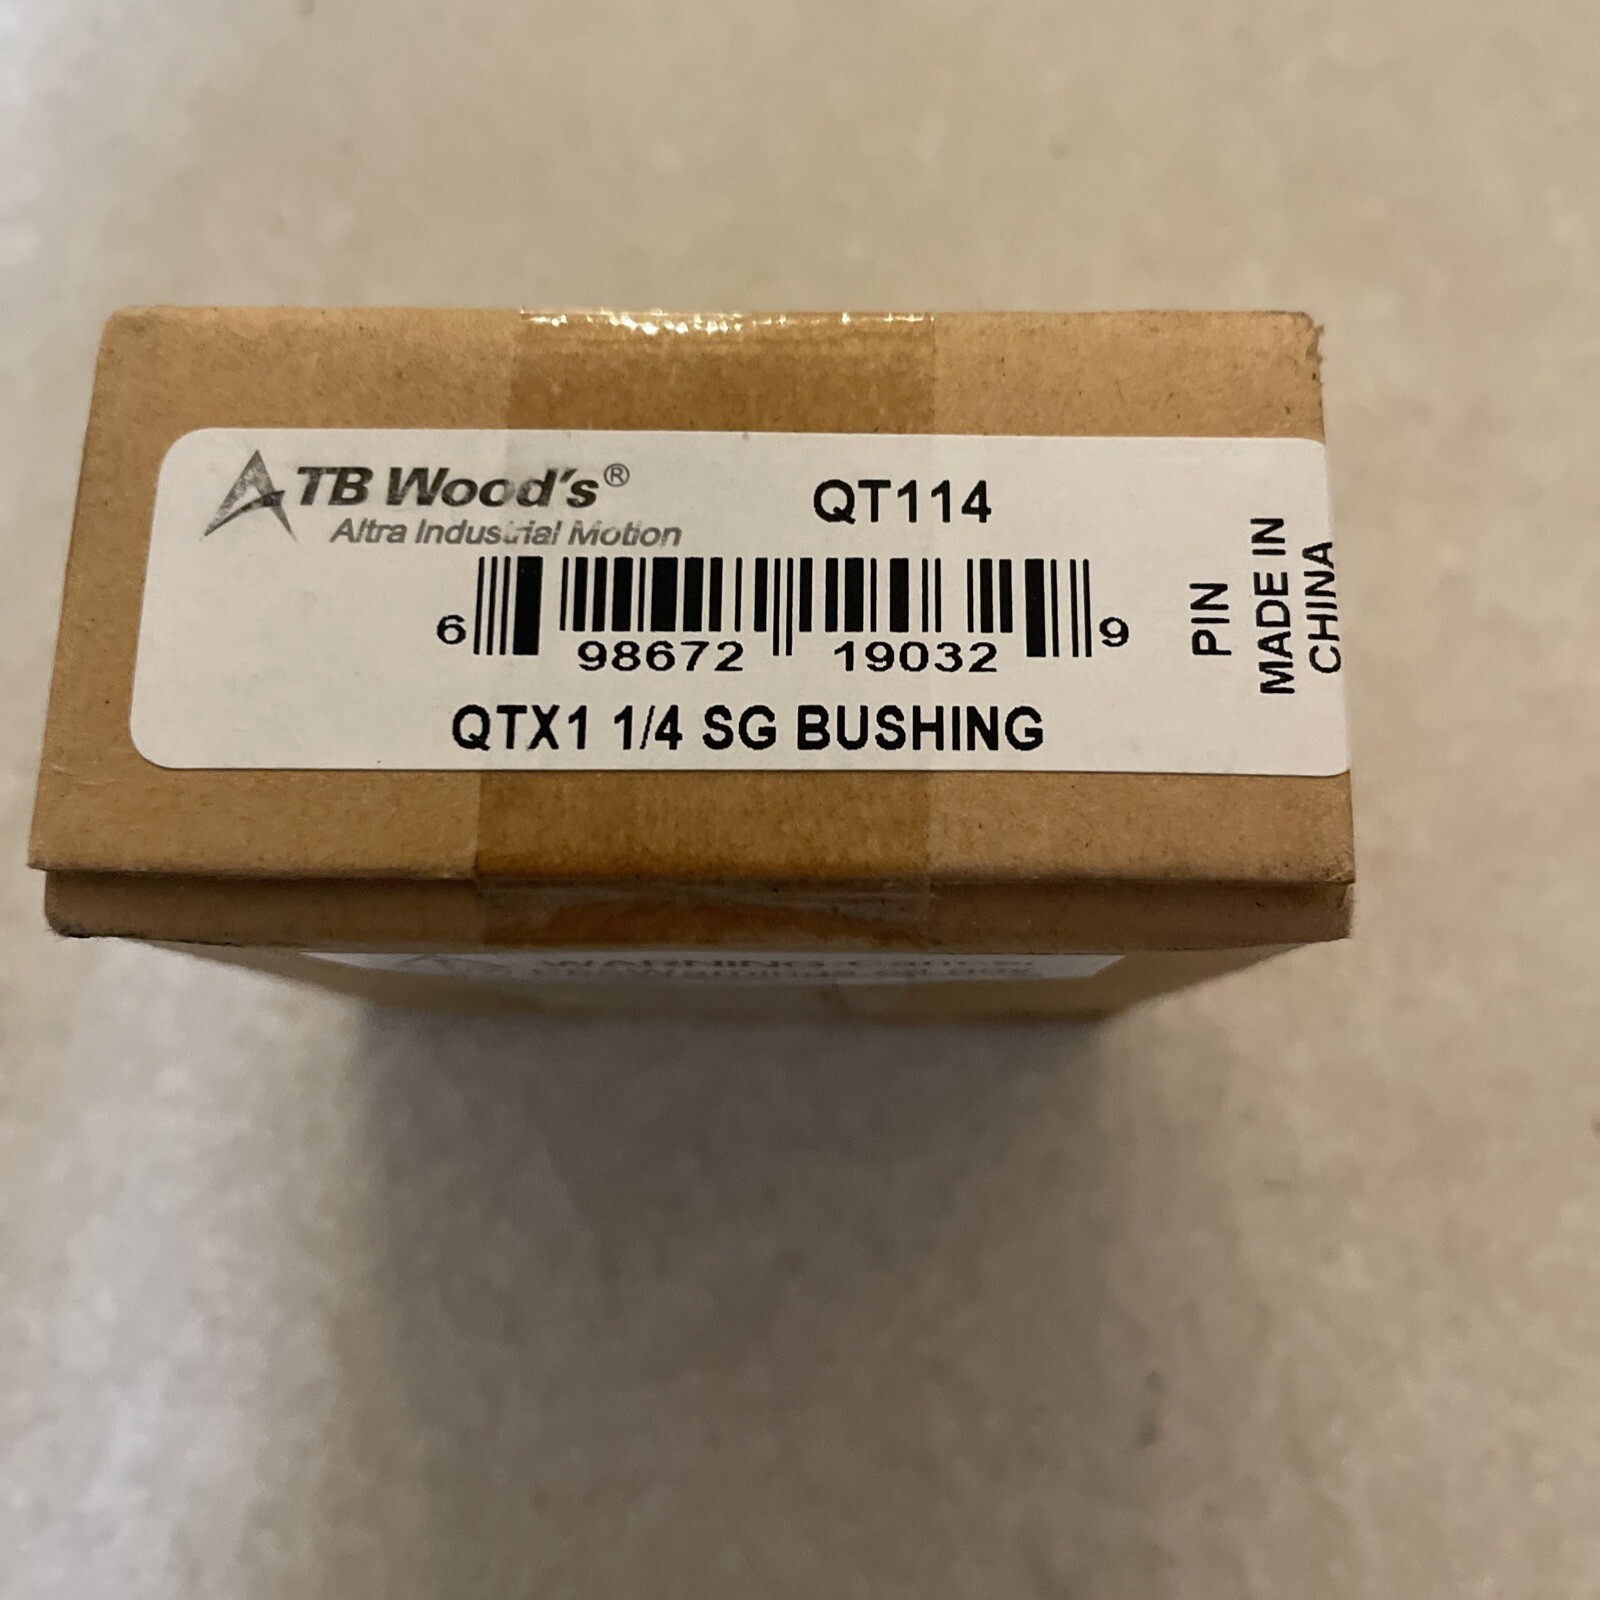 TB Wood's®
Altra Industrial Motion
QT114
6 98672 19032 9
QTX1 1/4 SG BUSHING
PIN
MADE IN
CHINA
WARNING